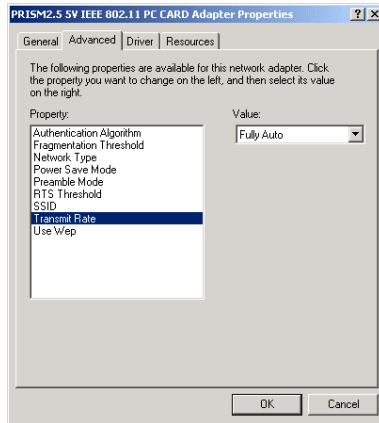 PRISM2.5 5V IEEE 802.11 PC CARD Adapter Properties ? ×
General Advanced Driver Resources
The following properties are available for this network adapter. Click
the property you want to change on the left, and then select its value
on the right.
Property:
Value:
Authentication Algorithm
Fragmentation Threshold
Network Type
Power Save Mode
Preamble Mode
RTS Threshold
SSID
Transmit Rate
Use Wep
Fully Auto
OK Cancel